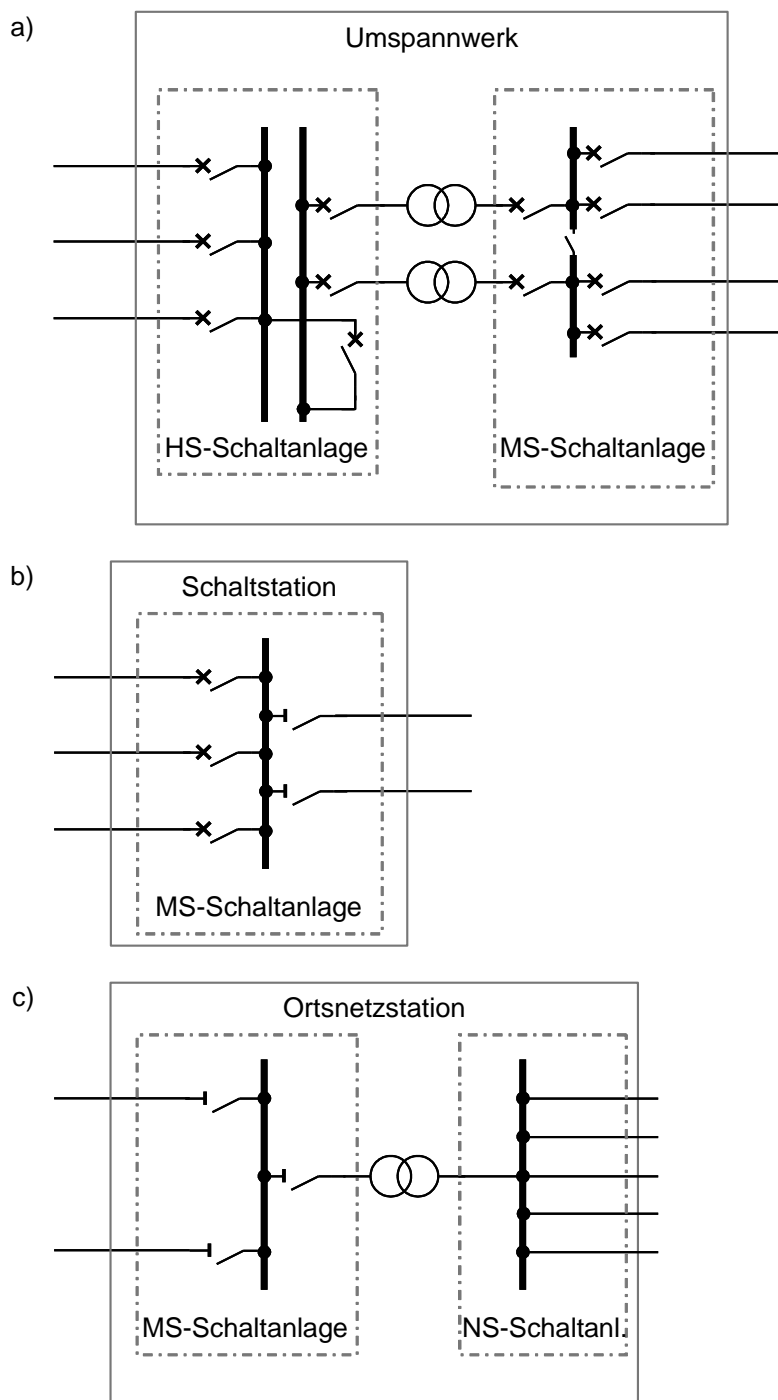 a)
Umspannwerk
HS-Schaltanlage
MS-Schaltanlage
b)
Schaltstation
MS-Schaltanlage
c)
Ortsnetzstation
MS-Schaltanlage
NS-Schaltanl.